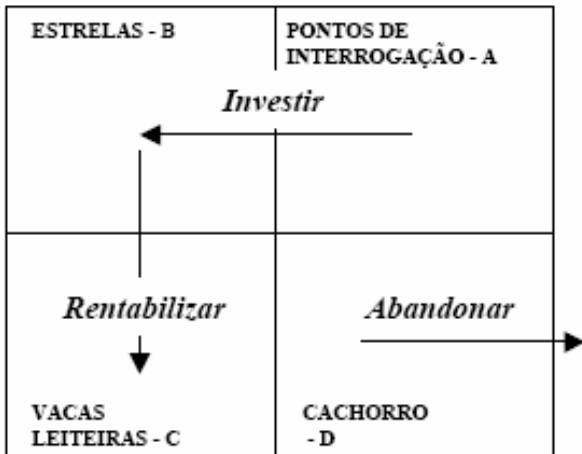 ESTRELAS - B
PONTOS DE
INTERROGAÇÃO - A
Investir
Rentabilizar
Abandonar
VACAS
LEITEIRAS - C
CACHORRO
- D